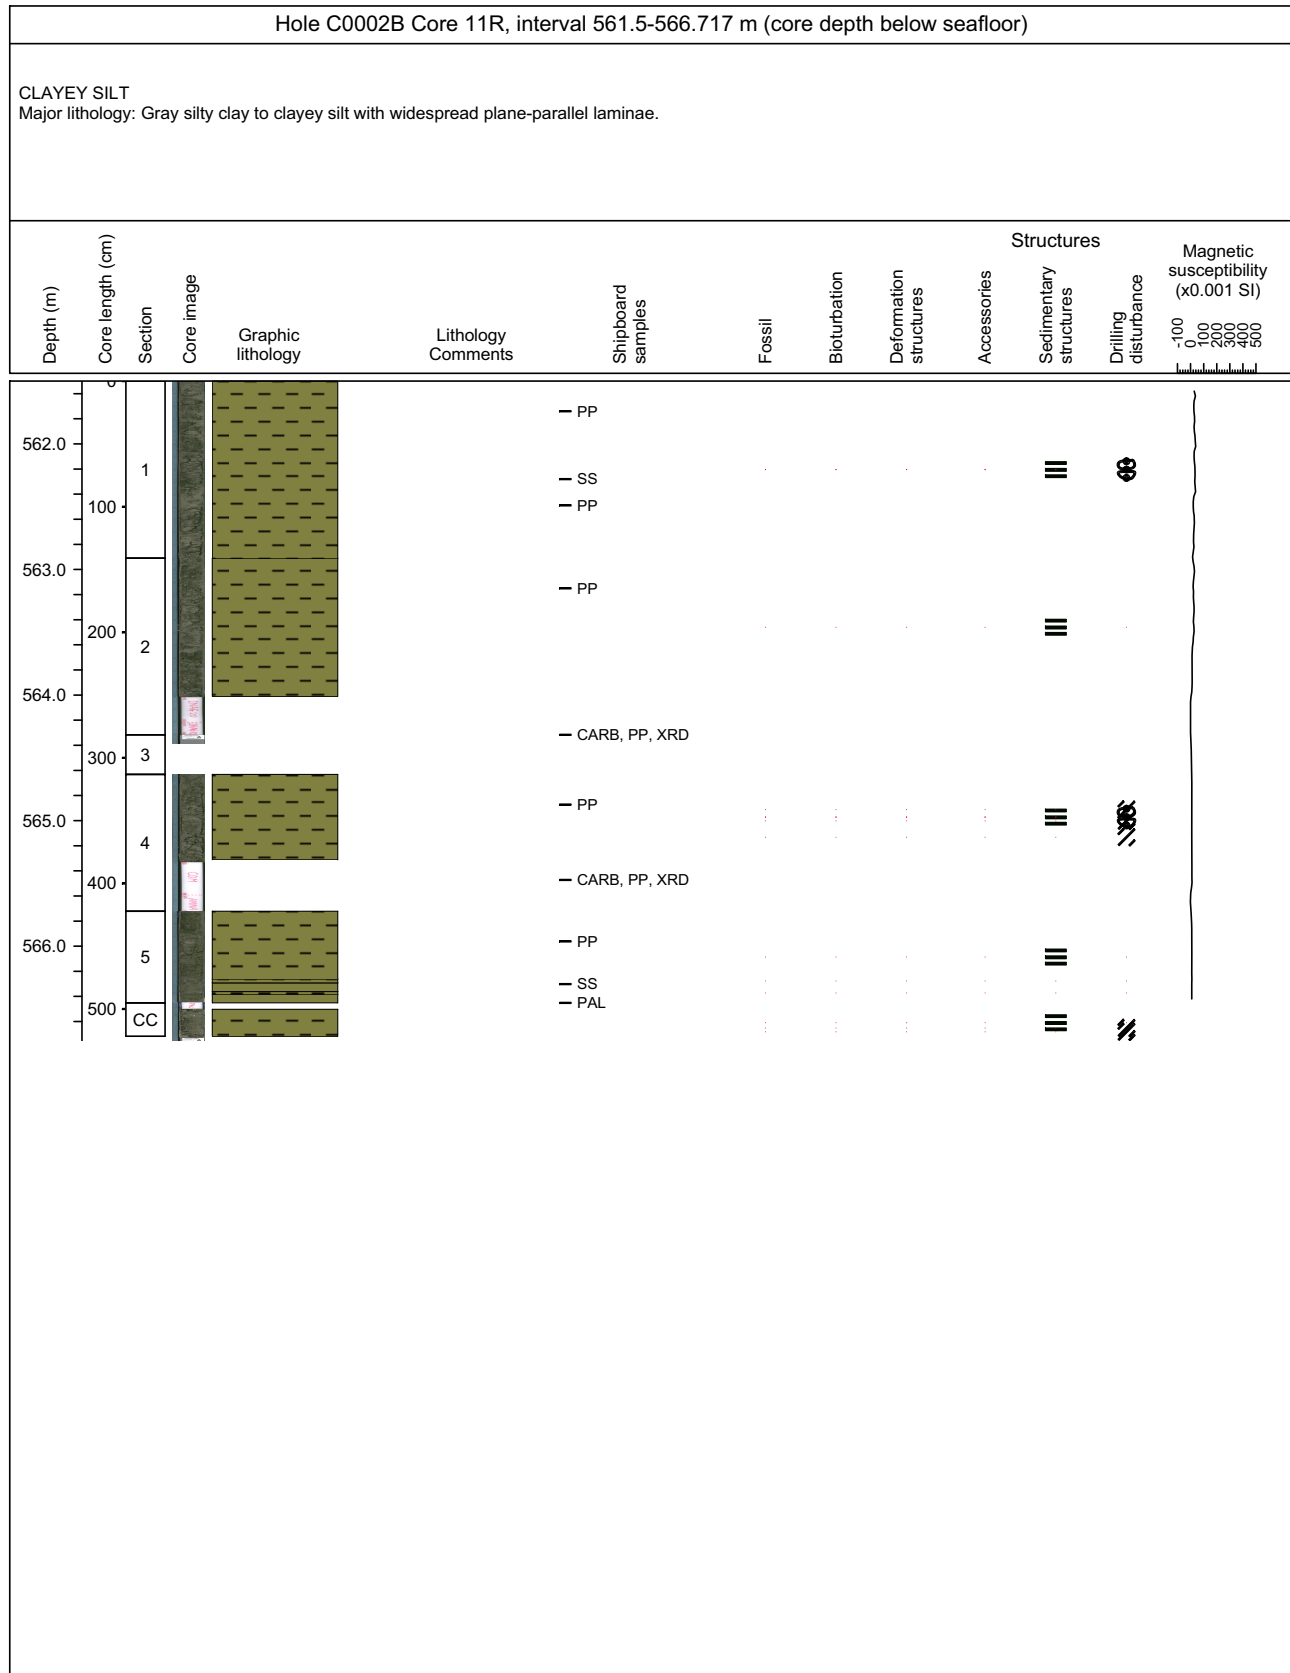 Hole C0002B Core 11R, interval 561.5-566.717 m (core depth below seafloor)
CLAYEY SILT
Major lithology: Gray silty clay to clayey silt with widespread plane-parallel laminae.
Depth (m)
Core length (cm)
Section
Core image
Graphic
lithology
Lithology
Comments
Shipboard
samples
Fossil
Bioturbation
Deformation
structures
Accessories
Structures
Sedimentary
structures
Drilling
disturbance
Magnetic
susceptibility
(x0.001 SI)
-100
0
100
200
300
400
500
0
PP
562.0
1
SS
100
PP
563.0
PP
200
2
564.0
CARB, PP, XRD
300
3
PP
565.0
4
CARB, PP, XRD
400
PP
566.0
5
SS
PAL
500
CC